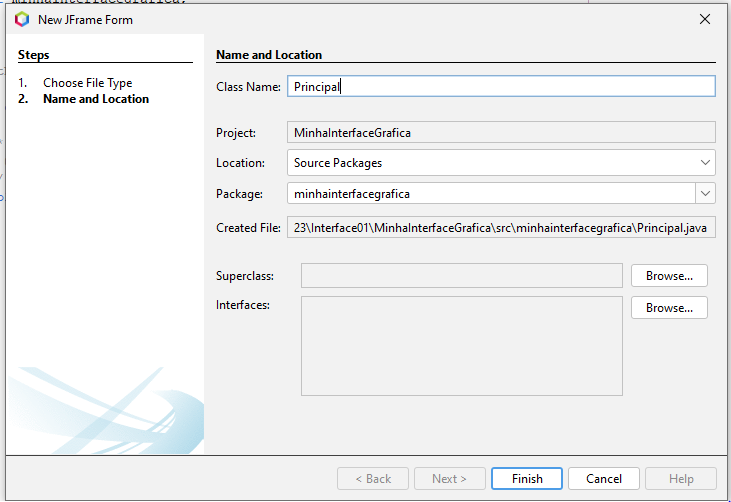 MinhaInterfaceGrafica;
New JFrame Form
Steps
1. Choose File Type
2. Name and Location
Name and Location
Class Name: Principal
Project: MinhaInterfaceGrafica
Location: Source Packages
Package: minhainterfacegrafica
Created File: 23\Interface01\MinhaInterfaceGrafica\src\minhainterfacegrafica\Principal.java
Superclass: Browse...
Interfaces: Browse...
< Back Next > Finish Cancel Help